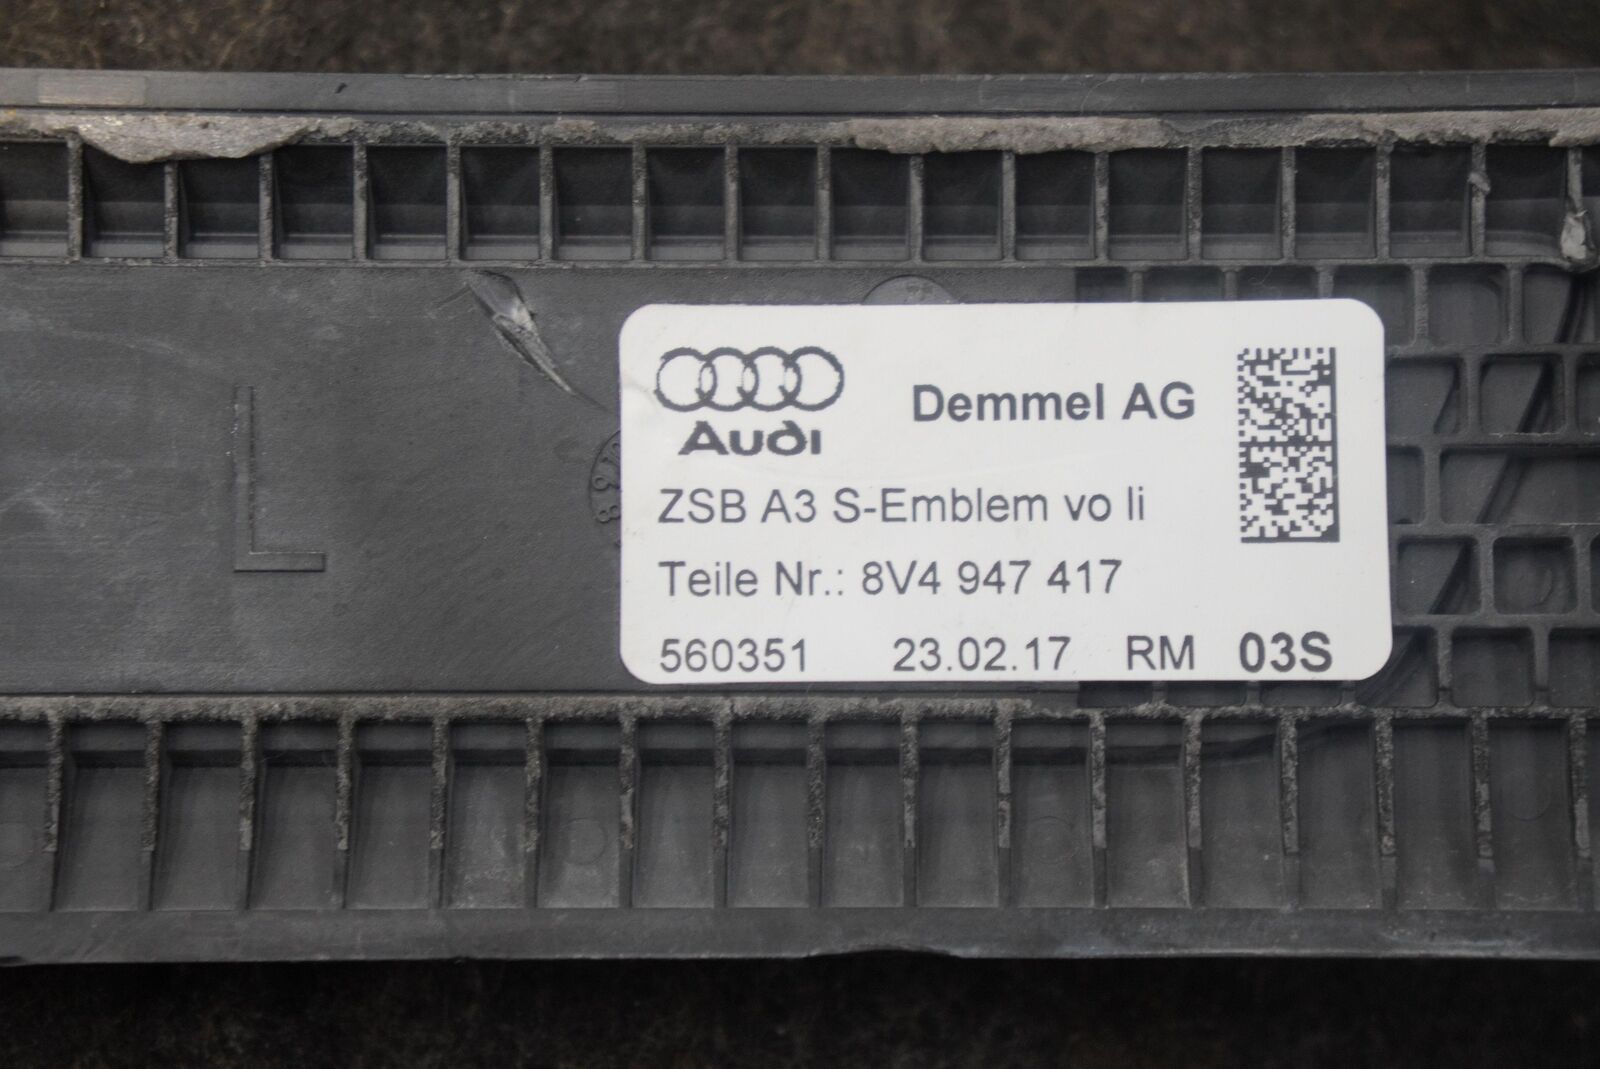 Audi
Demmel AG
ZSB A3 S-Emblem vo li
Teile Nr.: 8V4 947 417
560351 23.02.17 RM 03S
L